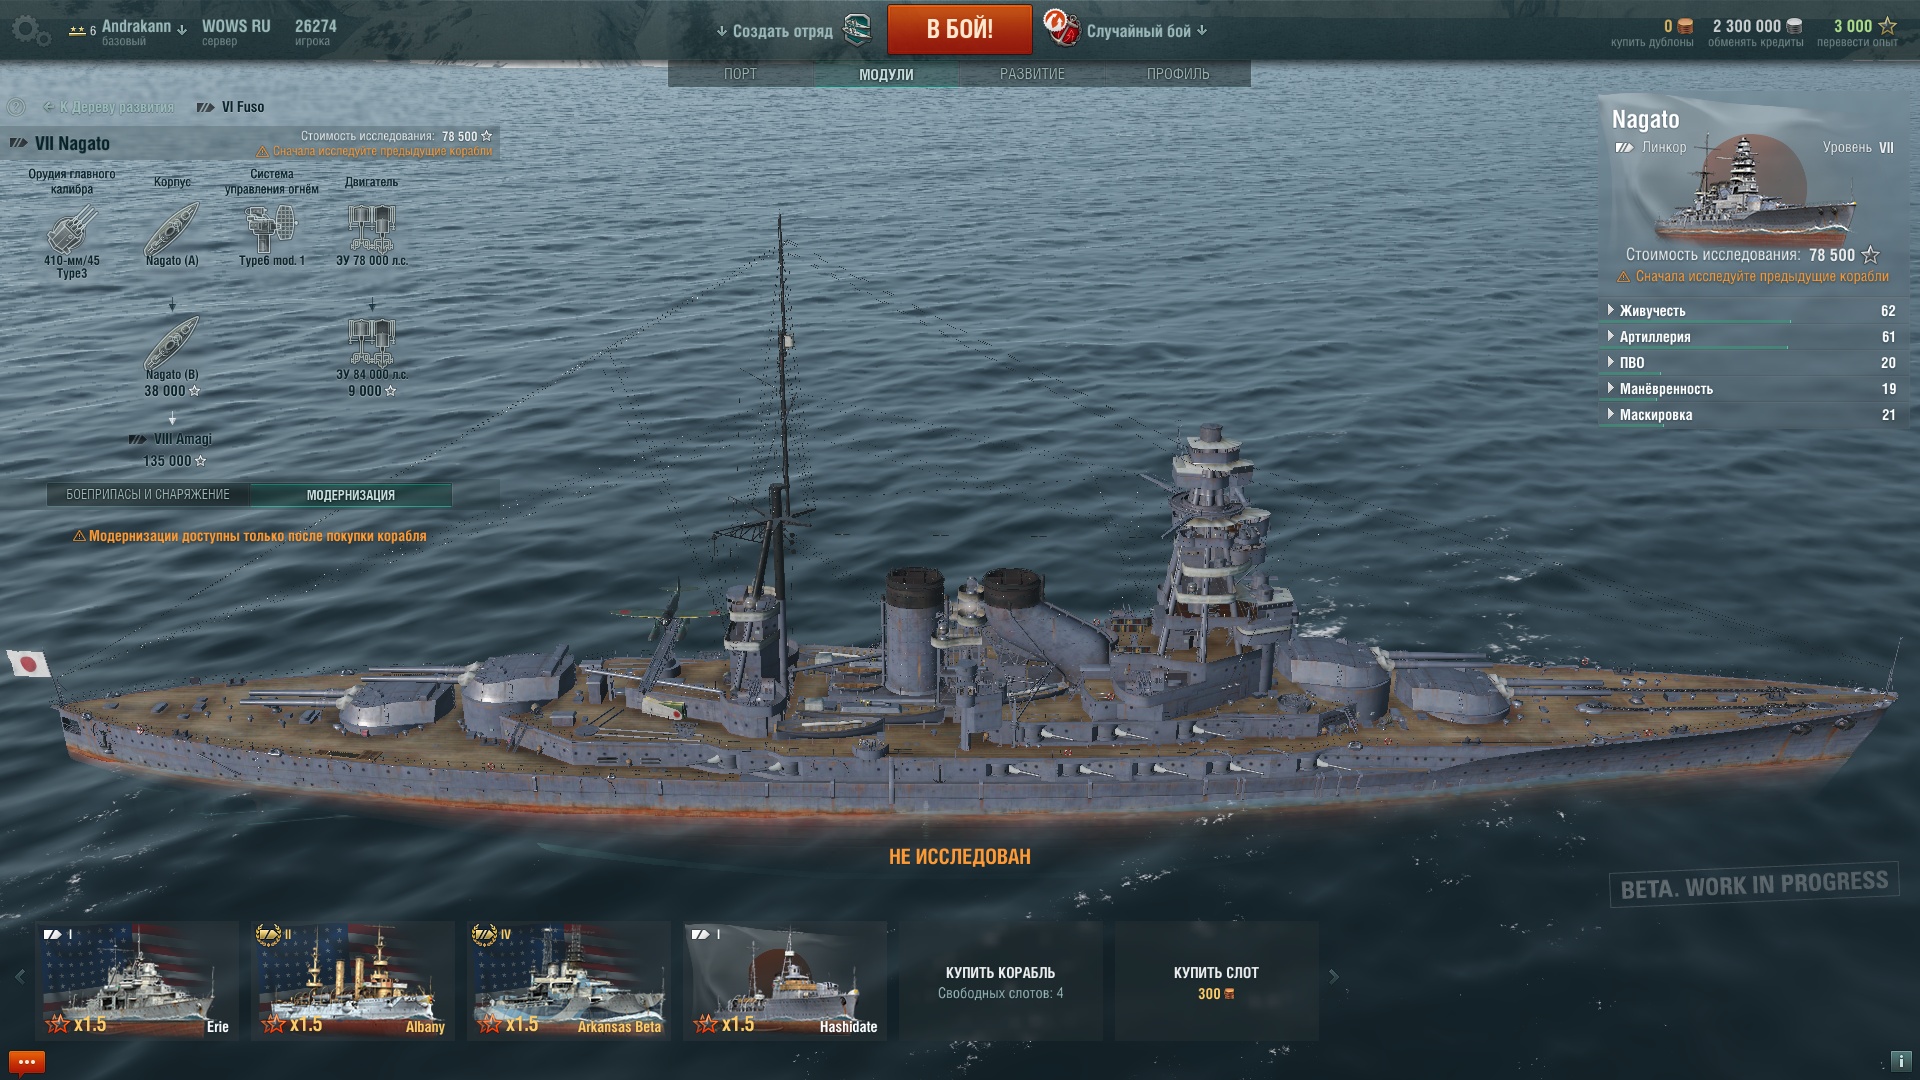 6 Andrakann
базовый
WOWS RU
сервер
26274
игрока
Создать отряд
В БОЙ!
Случайный бой
0
купить дублоны
2 300 000
обменять кредиты
3 000
перевести опыт
ПОРТ
МОДУЛИ
РАЗВИТИЕ
ПРОФИЛЬ
К Дереву развития
VI Fuso
VII Nagato
Стоимость исследования: 78 500
Сначала исследуйте предыдущие корабли
Орудия главного
калибра
Корпус
Система
управления огнём
Двигатель
410-мм/45
Type3
Nagato (A)
Type6 mod. 1
ЭУ 78 000 л.с.
Nagato (B)
38 000
ЭУ 84 000 л.с.
9 000
VIII Amagi
135 000
БОЕПРИПАСЫ И СНАРЯЖЕНИЕ
МОДЕРНИЗАЦИЯ
Модернизации доступны только после покупки корабля
Nagato
Линкор
Уровень VII
Стоимость исследования: 78 500
Сначала исследуйте предыдущие корабли
Живучесть 62
Артиллерия 61
ПВО 20
Манёвренность 19
Маскировка 21
НЕ ИССЛЕДОВАН
BETA. WORK IN PROGRESS
I
x1.5
Erie
II
x1.5
Albany
IV
x1.5
Arkansas Beta
I
x1.5
Hashidate
КУПИТЬ КОРАБЛЬ
Свободных слотов: 4
КУПИТЬ СЛОТ
300